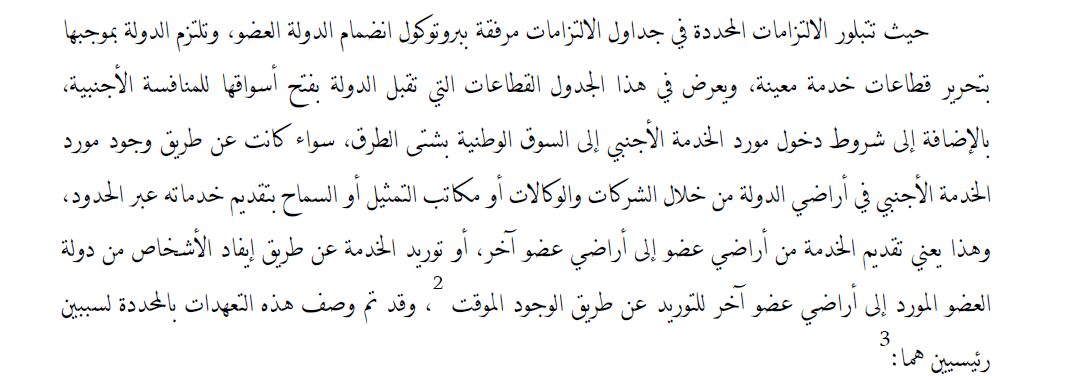 حيث تتبلور الالتزامات المحددة في جداول الالتزامات مرفقة ببروتوكول انضمام الدولة العضو، وتلتزم الدولة بموجبها
بتحرير قطاعات خدمة معينة، ويعرض في هذا الجدول القطاعات التي تقبل الدولة بفتح أسواقها للمنافسة الأجنبية،
بالإضافة إلى شروط دخول مورد الخدمة الأجنبي إلى السوق الوطنية بشتى الطرق، سواء كانت عن طريق وجود مورد
الخدمة الأجنبي في أراضي الدولة من خلال الشركات والوكالات أو مكاتب التمثيل أو السماح بتقديم خدماته عبر الحدود،
وهذا يعني تقديم الخدمة من أراضي عضو إلى أراضي عضو آخر، أو توريد الخدمة عن طريق إيفاد الأشخاص من دولة
العضو المورد إلى أراضي عضو آخر للتوريد عن طريق الوجود الموقت 2، وقد تم وصف هذه التعهدات بالمحددة لسببين
رئيسيين هما:3